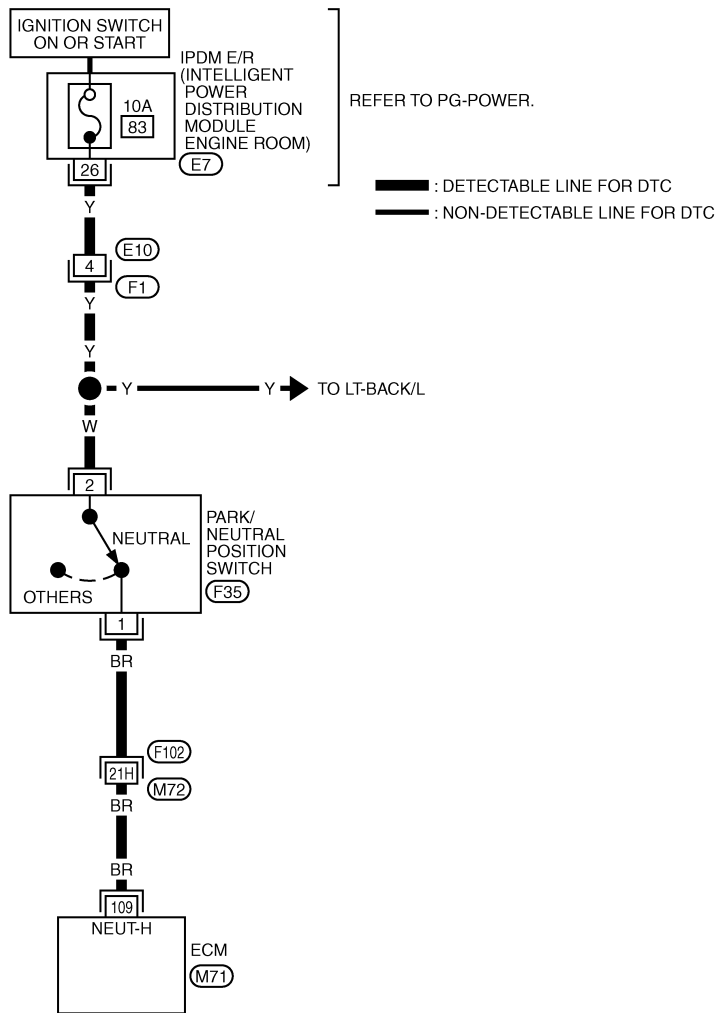 IGNITION SWITCH
ON OR START
IPDM E/R
(INTELLIGENT
POWER
DISTRIBUTION
MODULE
ENGINE ROOM)
10A
83
REFER TO PG-POWER.
26
E7
: DETECTABLE LINE FOR DTC
: NON-DETECTABLE LINE FOR DTC
Y
E10
4
F1
Y
Y
Y
Y
TO LT-BACK/L
W
2
NEUTRAL
OTHERS
PARK/
NEUTRAL
POSITION
SWITCH
F35
1
BR
F102
21H
M72
BR
BR
109
NEUT-H
ECM
M71